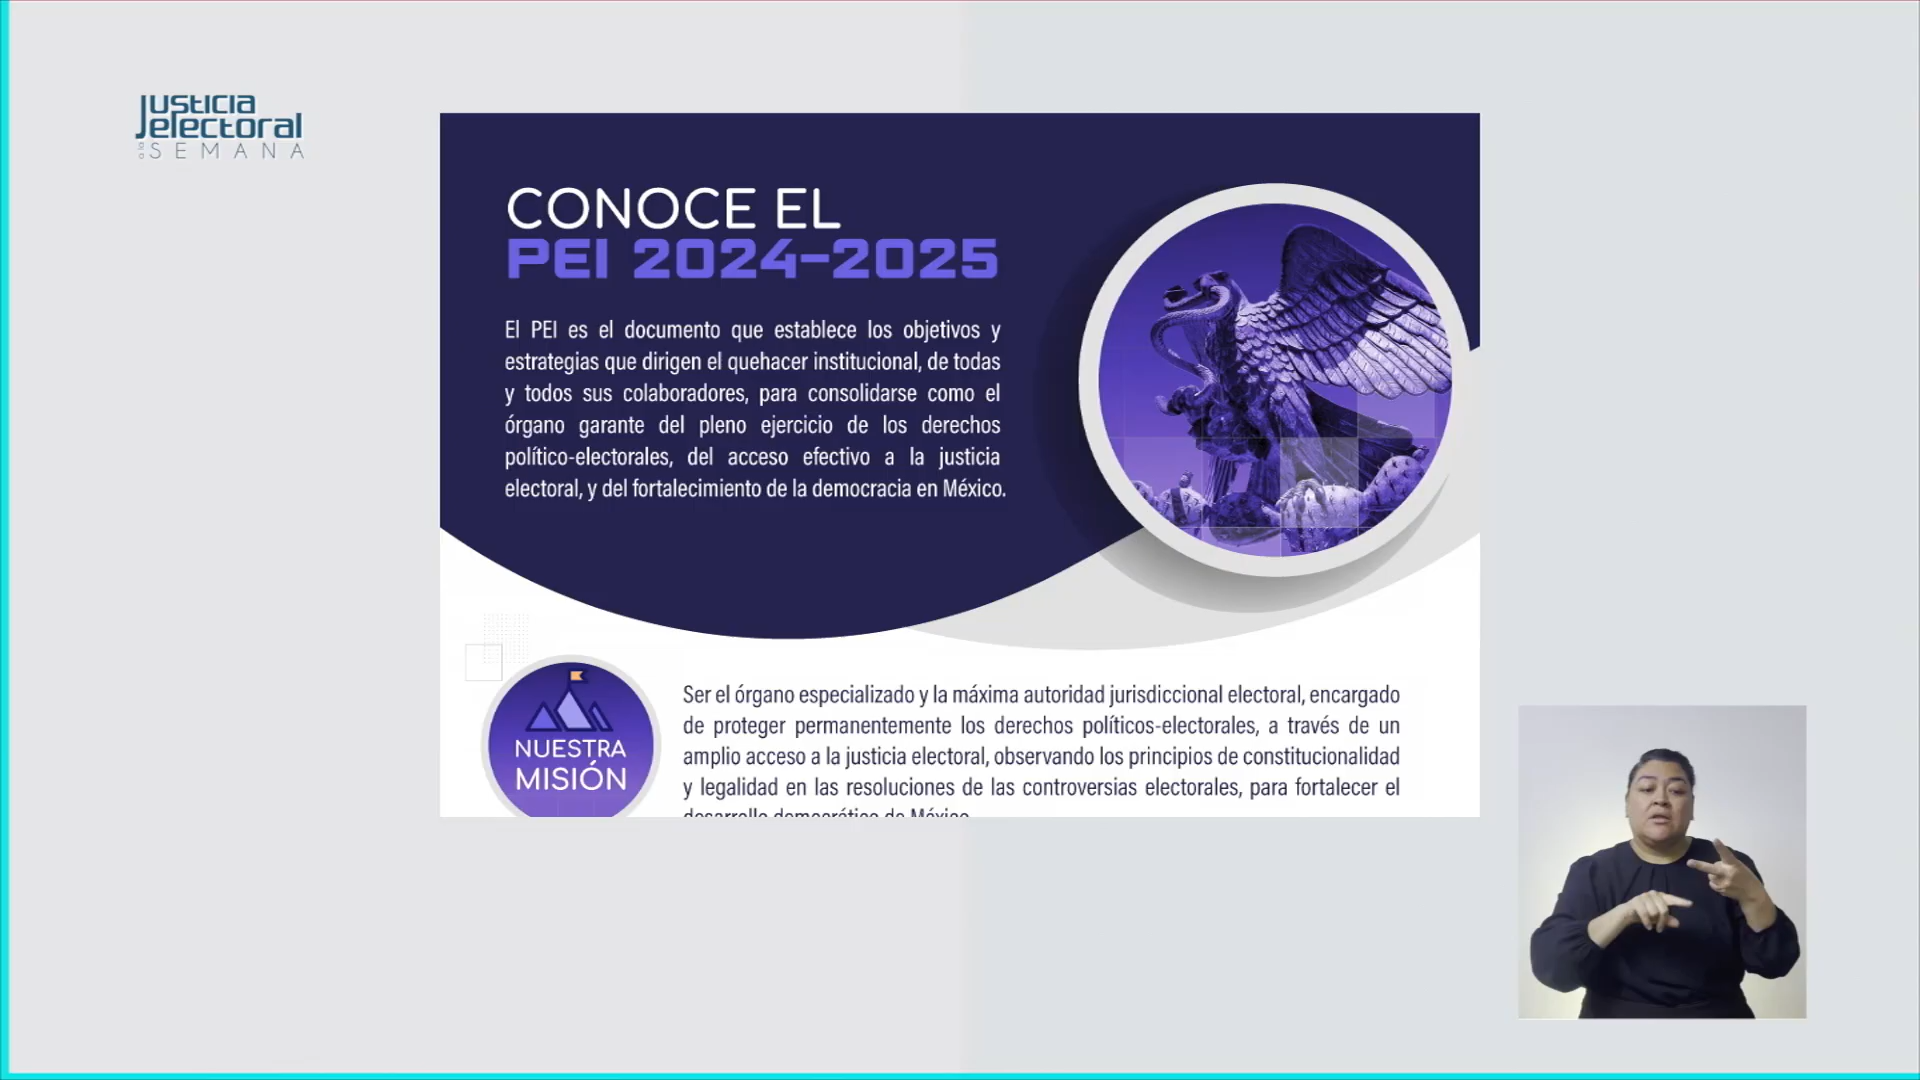 Justicia
electoral
a la SEMANA
CONOCE EL
PEI 2024-2025
El PEI es el documento que establece los objetivos y
estrategias que dirigen el quehacer institucional, de todas
y todos sus colaboradores, para consolidarse como el
órgano garante del pleno ejercicio de los derechos
político-electorales, del acceso efectivo a la justicia
electoral, y del fortalecimiento de la democracia en México.
NUESTRA
MISIÓN
Ser el órgano especializado y la máxima autoridad jurisdiccional electoral, encargado
de proteger permanentemente los derechos políticos-electorales, a través de un
amplio acceso a la justicia electoral, observando los principios de constitucionalidad
y legalidad en las resoluciones de las controversias electorales, para fortalecer el
desarrollo democrático de México.